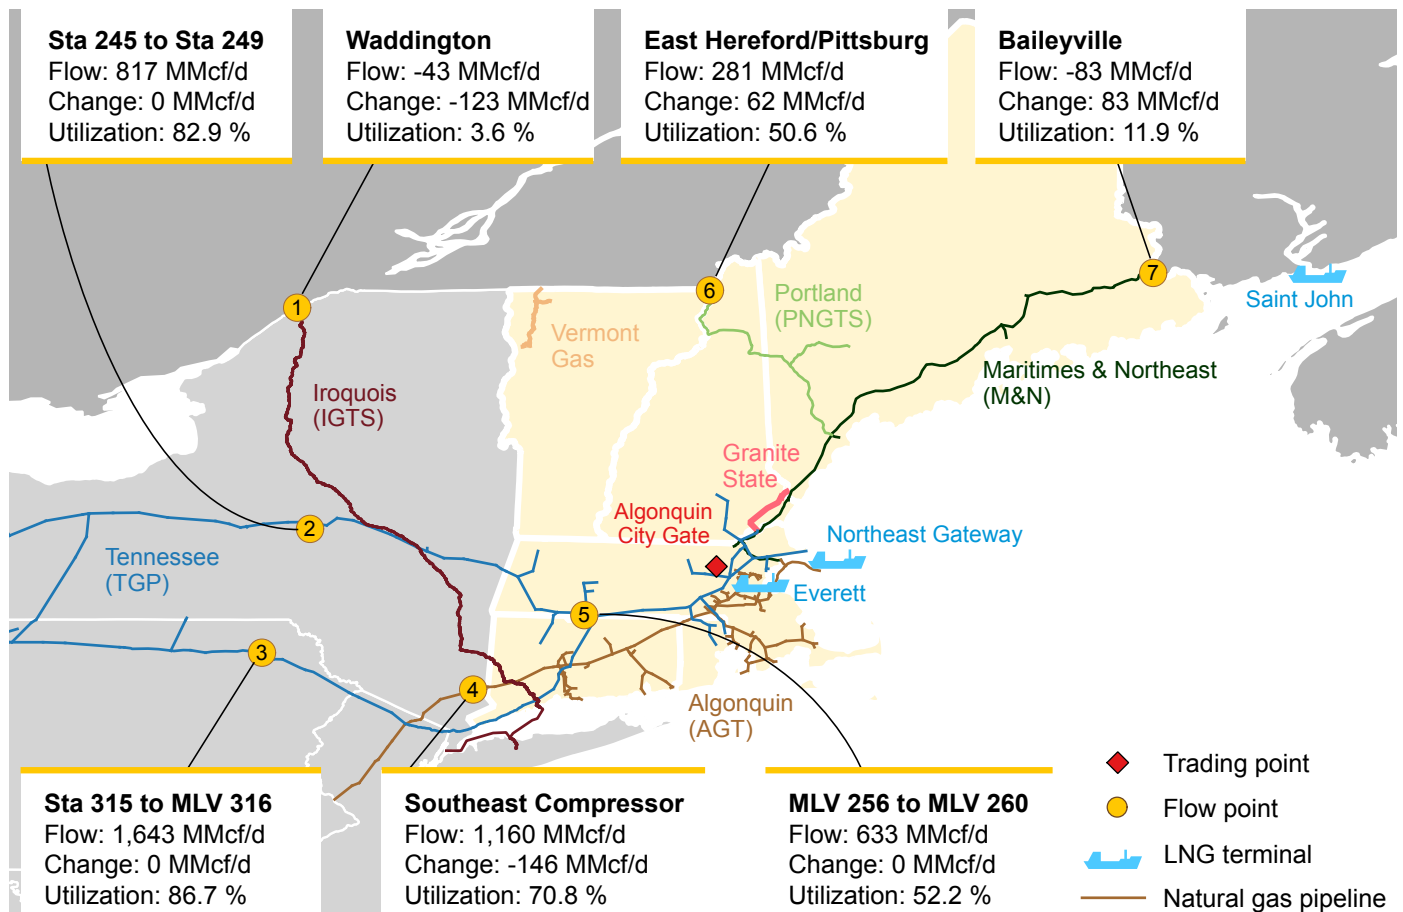 Sta 245 to Sta 249
Flow: 817 MMcf/d
Change: 0 MMcf/d
Utilization: 82.9 %
Waddington
Flow: -43 MMcf/d
Change: -123 MMcf/d
Utilization: 3.6 %
East Hereford/Pittsburg
Flow: 281 MMcf/d
Change: 62 MMcf/d
Utilization: 50.6 %
Baileyville
Flow: -83 MMcf/d
Change: 83 MMcf/d
Utilization: 11.9 %
1
6
7
Saint John
Portland
(PNGTS)
Vermont
Gas
Iroquois
(IGTS)
Maritimes & Northeast
(M&N)
Granite
State
Algonquin
City Gate
2
Northeast Gateway
Tennessee
(TGP)
Everett
5
3
4
Algonquin
(AGT)
Sta 315 to MLV 316
Flow: 1,643 MMcf/d
Change: 0 MMcf/d
Utilization: 86.7 %
Southeast Compressor
Flow: 1,160 MMcf/d
Change: -146 MMcf/d
Utilization: 70.8 %
MLV 256 to MLV 260
Flow: 633 MMcf/d
Change: 0 MMcf/d
Utilization: 52.2 %
Trading point
Flow point
LNG terminal
Natural gas pipeline